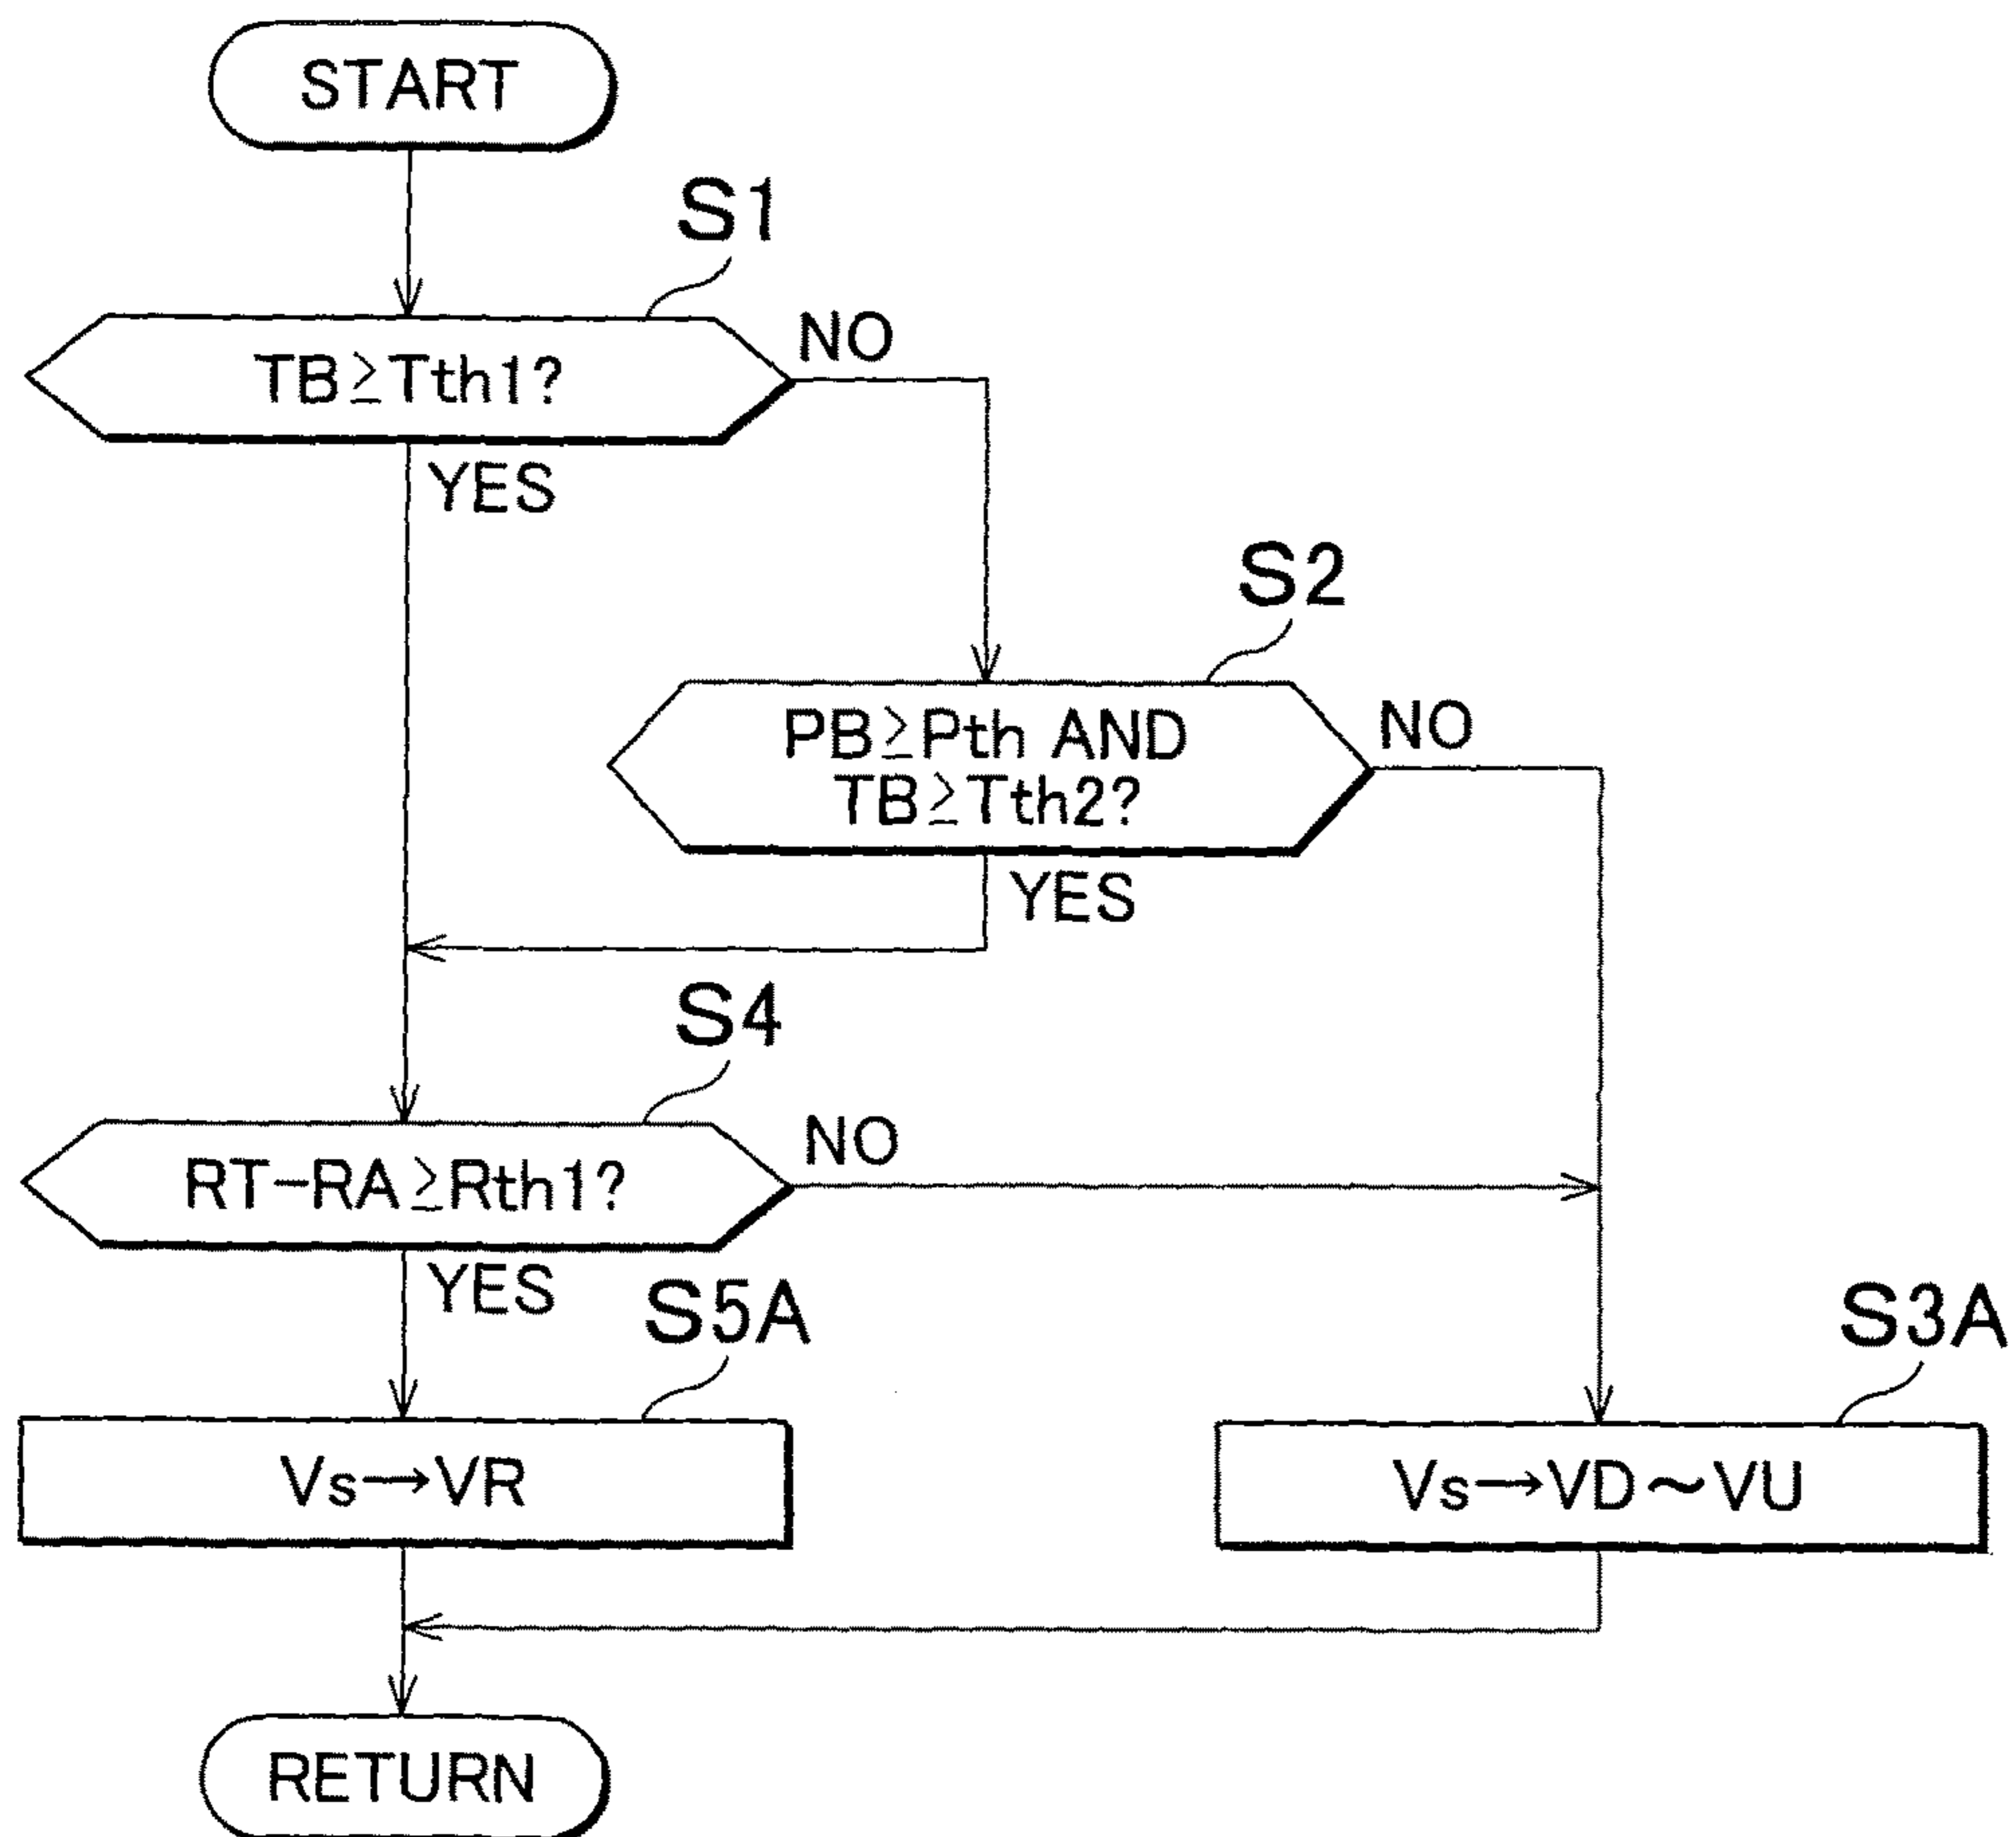 START
S1
TB≧Tth1?
NO
YES
S2
PB≧Pth AND
TB≧Tth2?
NO
YES
S4
RT-RA≧Rth1?
NO
YES
S5A
Vs→VR
S3A
Vs→VD~VU
RETURN